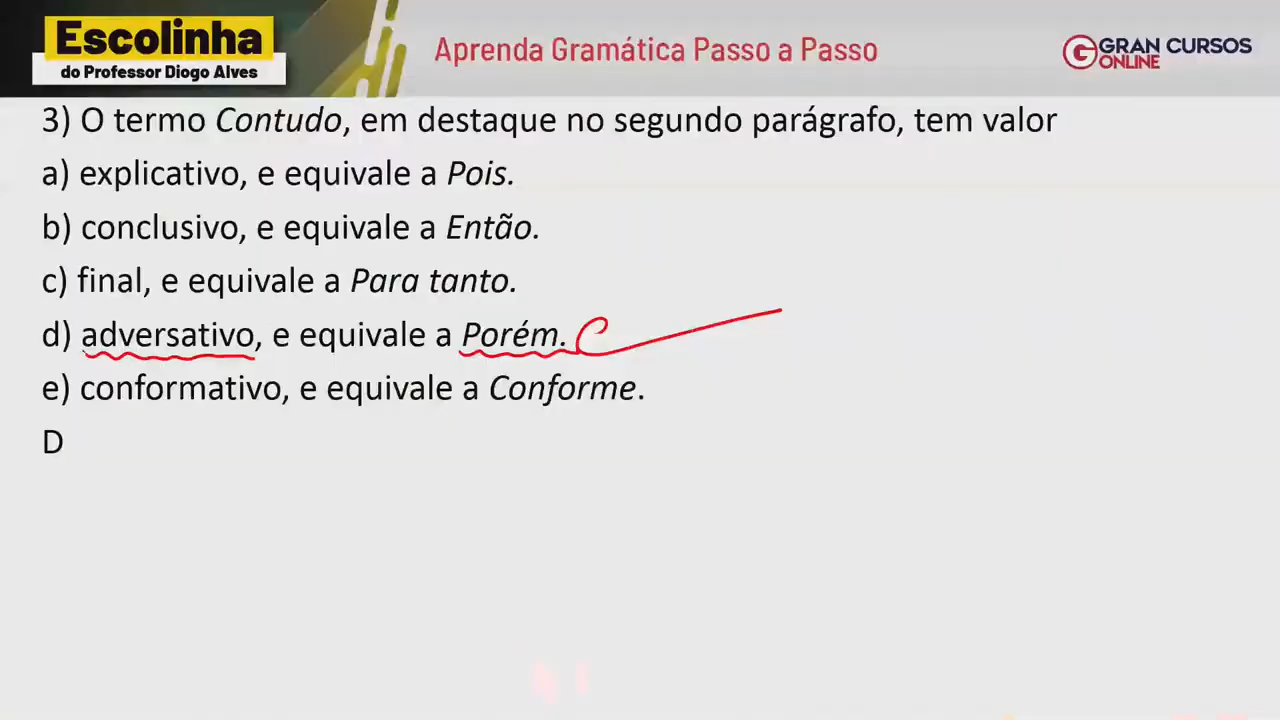 Escolinha
do Professor Diogo Alves
Aprenda Gramática Passo a Passo
GRAN CURSOS
ONLINE
3) O termo Contudo, em destaque no segundo parágrafo, tem valor
a) explicativo, e equivale a Pois.
b) conclusivo, e equivale a Então.
c) final, e equivale a Para tanto.
d) adversativo, e equivale a Porém.
e) conformativo, e equivale a Conforme.
D